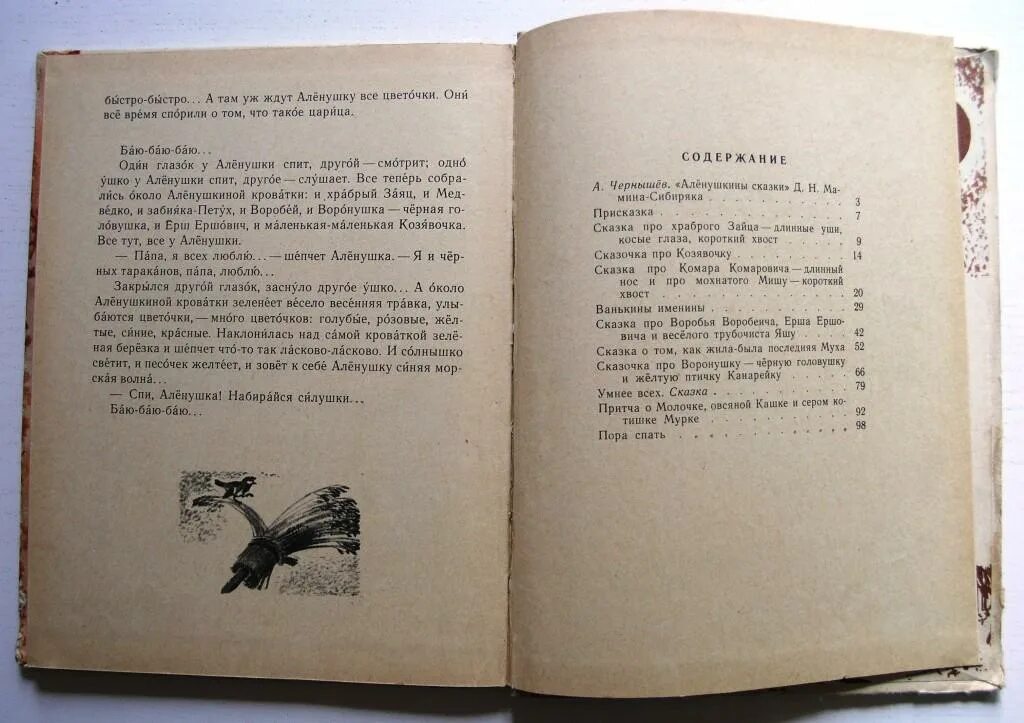 бы́стро-бы́стро... А там уж ждут Алёнушку все цвето́чки. Они́
всё вре́мя спо́рили о том, что тако́е цари́ца.
Ба́ю-ба́ю-ба́ю...
Оди́н глазо́к у Алёнушки спит, друго́й — смо́трит; одно́
у́шко у Алёнушки спит, друго́е — слу́шает. Все тепе́рь собра-
ли́сь о́коло Алёнушкиной крова́тки: и хра́брый За́яц, и Мед-
ве́дко, и забия́ка-Пету́х, и Воробе́й, и Воро́нушка — чёрная го-
ло́вушка, и Ёрш Ершо́вич, и ма́ленькая-ма́ленькая Козя́вочка.
Все тут, все у Алёнушки.
— Па́па, я всех люблю́... — ше́пчет Алёнушка. — Я и чёр-
ных тарака́нов, па́па, люблю́...
Закры́лся друго́й глазо́к, засну́ло друго́е у́шко... А о́коло
Алёнушкиной крова́тки зелене́ет ве́село весе́нняя тра́вка, улы-
ба́ются цвето́чки, — мно́го цвето́чков: голубы́е, ро́зовые, жёл-
тые, си́ние, кра́сные. Наклони́лась над са́мой крова́ткой зелё-
ная берёзка и ше́пчет что́-то так ла́сково-ла́сково. И со́лнышко
све́тит, и песо́чек желте́ет, и зовёт к себе́ Алёнушку си́няя мор-
ска́я волна́...
— Спи, Алёнушка! Набира́йся си́лушки...
Ба́ю-ба́ю-ба́ю...
СОДЕРЖАНИЕ
А. Чернышёв. «Алёнушкины сказки» Д. Н. Ма-
мина-Сибиряка . . . . . . . . . . 3
Присказка . . . . . . . . . . . . 7
Сказка про храброго Зайца — длинные уши,
косые глаза, короткий хвост . . . . . 9
Сказочка про Козявочку . . . . . . . . 14
Сказка про Комара Комаровича — длинный
нос и про мохнатого Мишу — короткий
хвост . . . . . . . . . . . . . 20
Ванькины именины . . . . . . . . . 29
Сказка про Воробья Воробеича, Ерша Ершо-
вича и весёлого трубочиста Яшу . . . . 42
Сказка о том, как жила-была последняя Муха 52
Сказочка про Воронушку — чёрную головушку
и жёлтую птичку Канарейку . . . . . 66
Умнее всех. Сказка . . . . . . . . . 79
Притча о Молочке, овсяной Кашке и сером ко-
тишке Мурке . . . . . . . . . . . 92
Пора спать . . . . . . . . . . . . 98